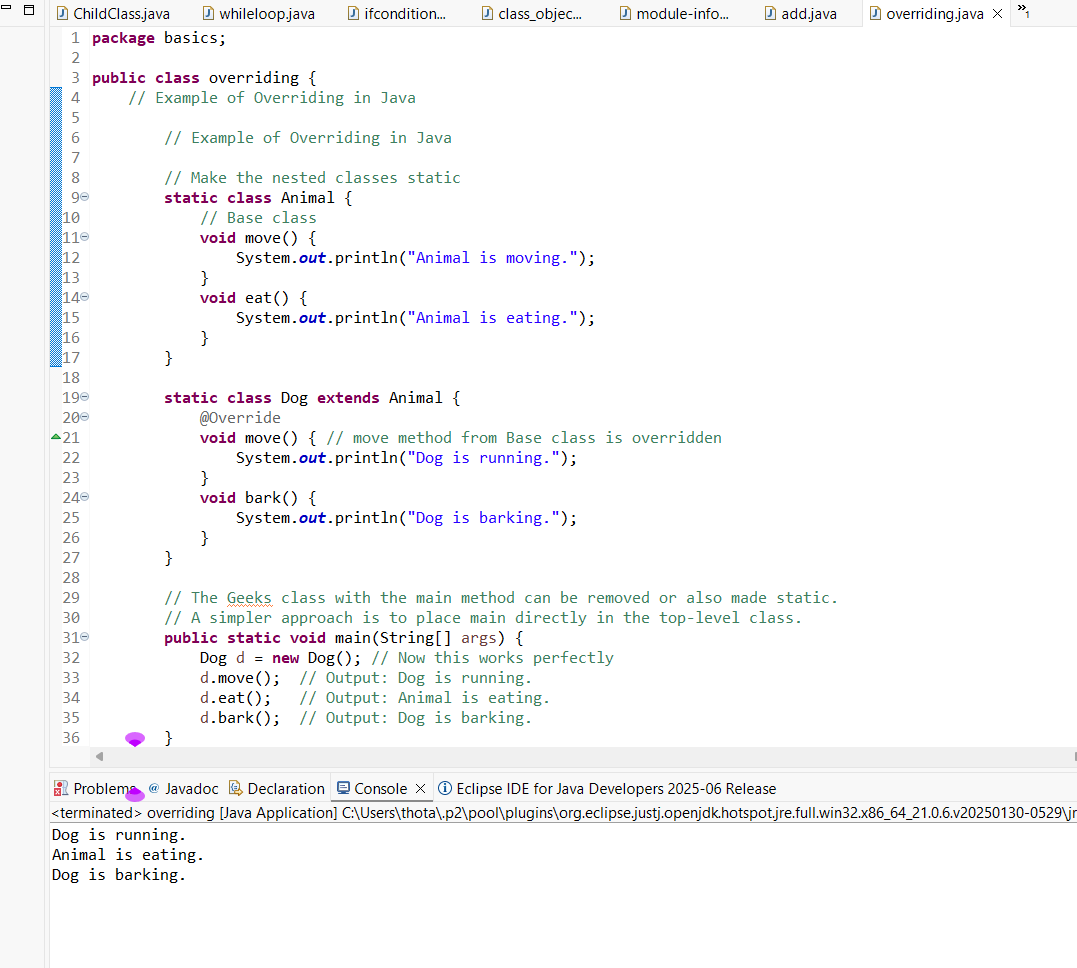 ChildClass.java whileloop.java ifcondition... class_objec... module-info... add.java overriding.java »1
1 package basics;
2
3 public class overriding {
4 // Example of Overriding in Java
5
6 // Example of Overriding in Java
7
8 // Make the nested classes static
9 static class Animal {
10 // Base class
11 void move() {
12 System.out.println("Animal is moving.");
13 }
14 void eat() {
15 System.out.println("Animal is eating.");
16 }
17 }
18
19 static class Dog extends Animal {
20 @Override
21 void move() { // move method from Base class is overridden
22 System.out.println("Dog is running.");
23 }
24 void bark() {
25 System.out.println("Dog is barking.");
26 }
27 }
28
29 // The Geeks class with the main method can be removed or also made static.
30 // A simpler approach is to place main directly in the top-level class.
31 public static void main(String[] args) {
32 Dog d = new Dog(); // Now this works perfectly
33 d.move(); // Output: Dog is running.
34 d.eat(); // Output: Animal is eating.
35 d.bark(); // Output: Dog is barking.
36 }
Problems @ Javadoc Declaration Console Eclipse IDE for Java Developers 2025-06 Release
<terminated> overriding [Java Application] C:\Users\thota\.p2\pool\plugins\org.eclipse.justj.openjdk.hotspot.jre.full.win32.x86_64_21.0.6.v20250130-0529\jr
Dog is running.
Animal is eating.
Dog is barking.